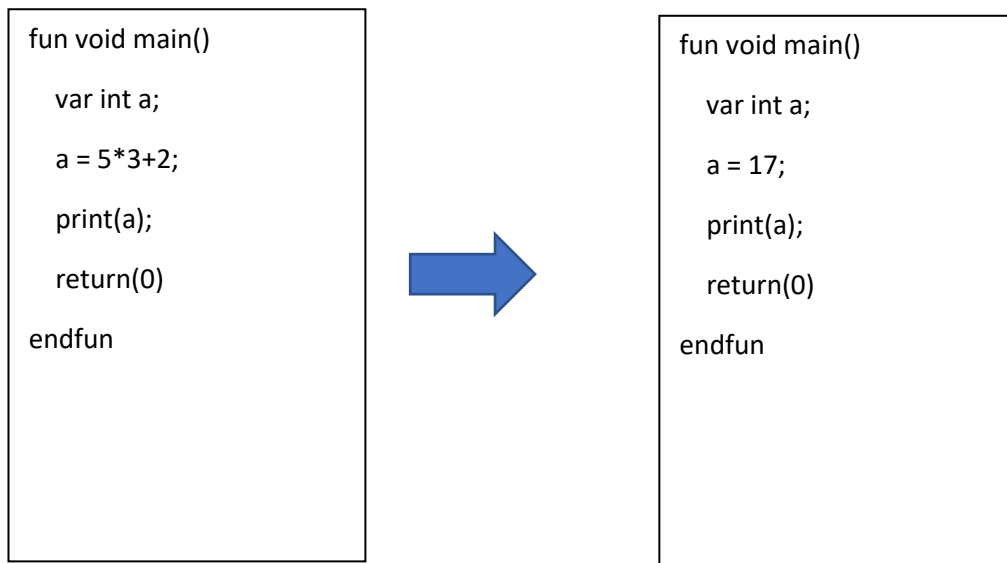 fun void main()
var int a;
a = 5*3+2;
print(a);
return(0)
endfun
fun void main()
var int a;
a = 17;
print(a);
return(0)
endfun